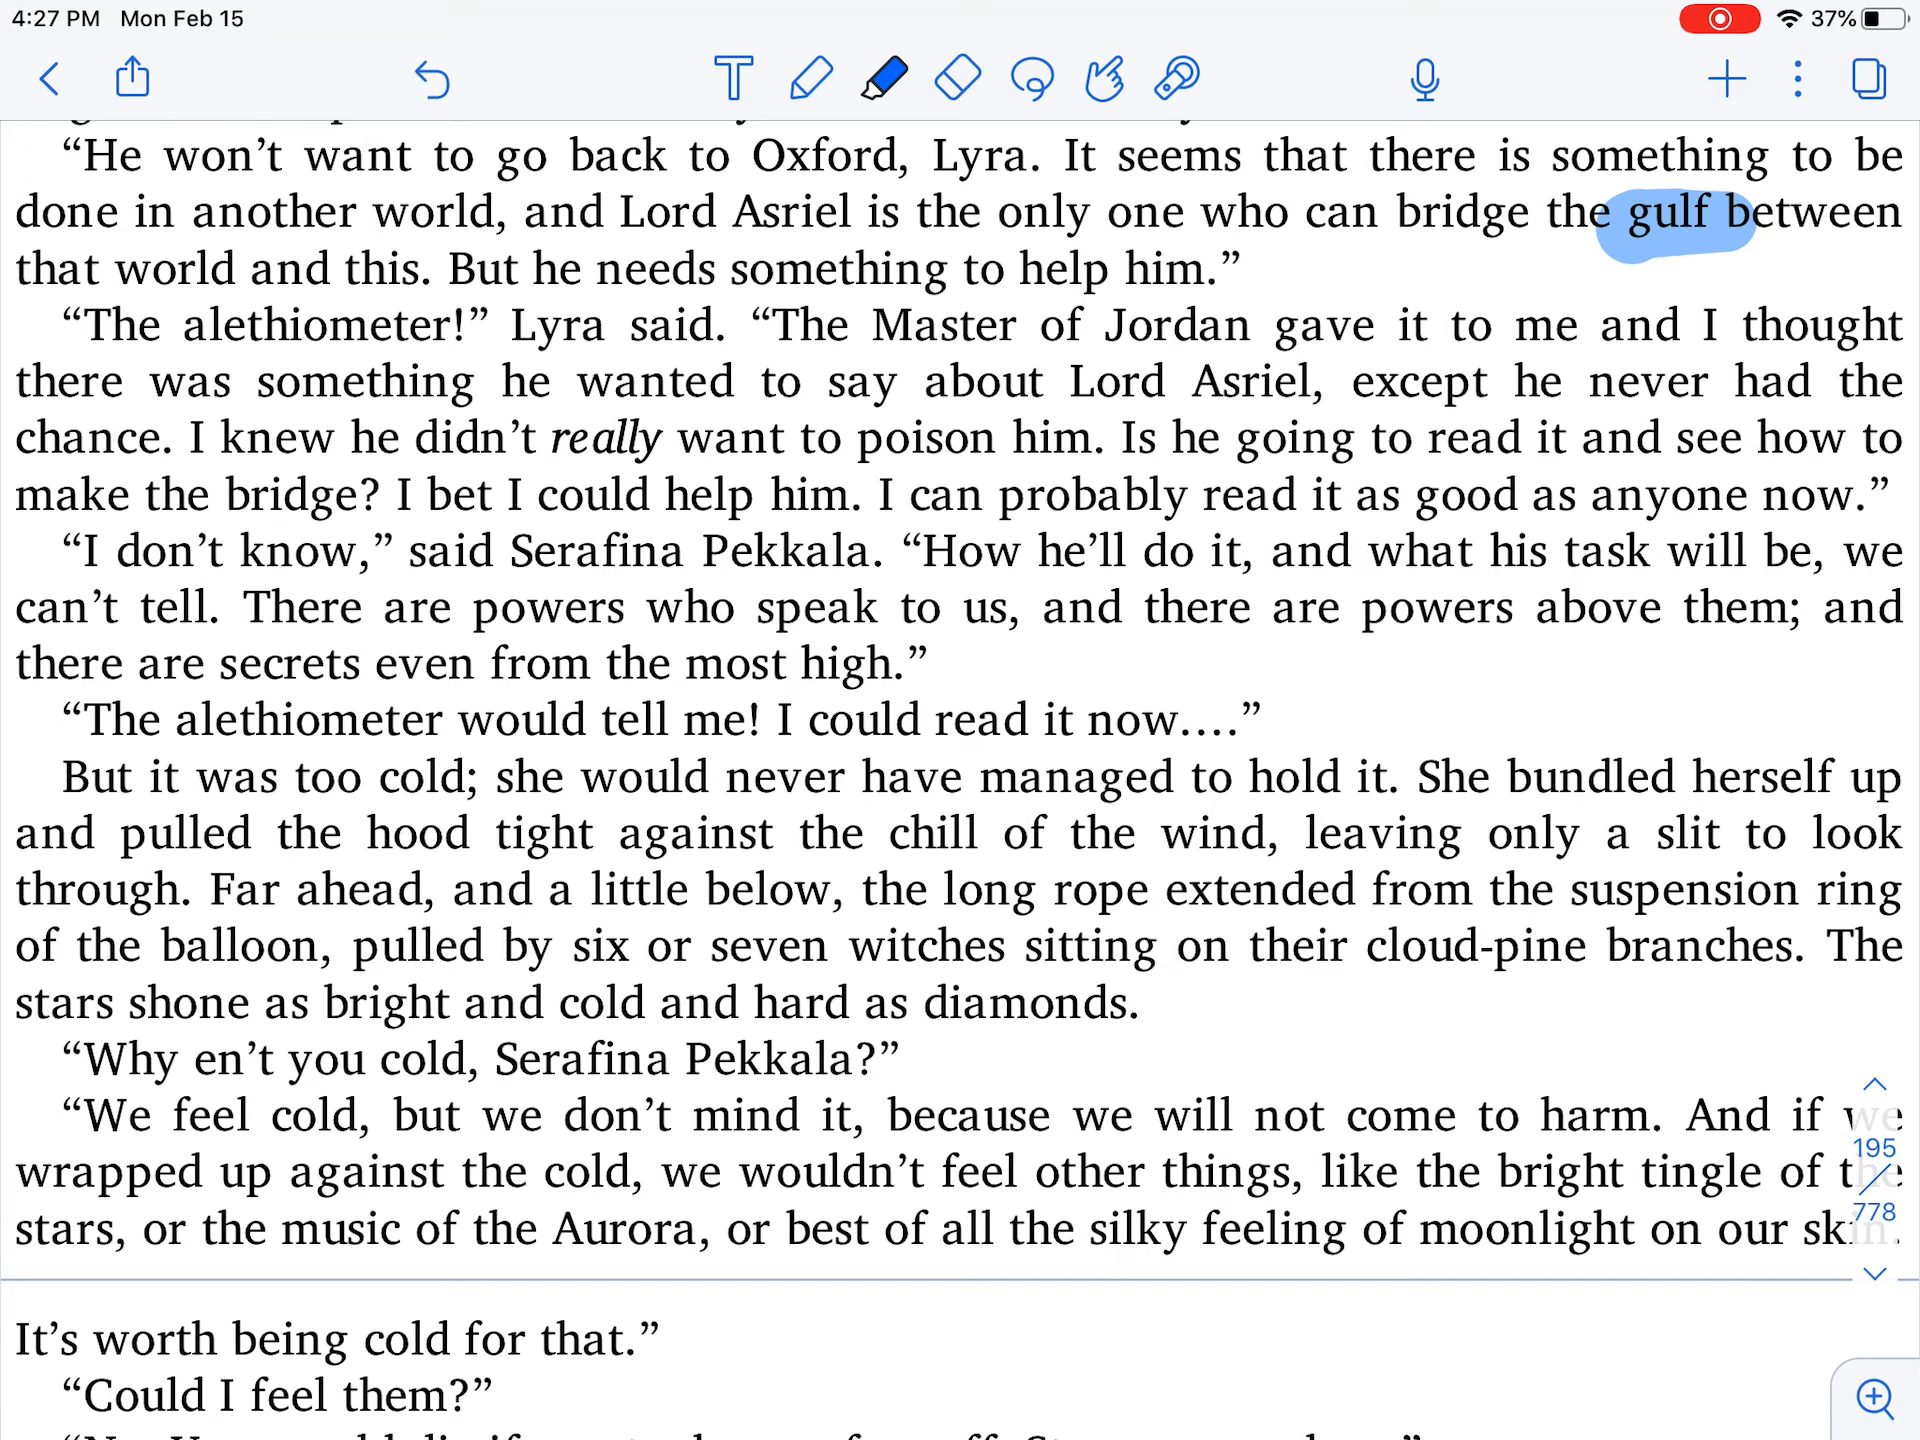 4:27 PM Mon Feb 15
37%
“He won’t want to go back to Oxford, Lyra. It seems that there is something to be
done in another world, and Lord Asriel is the only one who can bridge the gulf between
that world and this. But he needs something to help him.”
“The alethiometer!” Lyra said. “The Master of Jordan gave it to me and I thought
there was something he wanted to say about Lord Asriel, except he never had the
chance. I knew he didn’t really want to poison him. Is he going to read it and see how to
make the bridge? I bet I could help him. I can probably read it as good as anyone now.”
“I don’t know,” said Serafina Pekkala. “How he’ll do it, and what his task will be, we
can’t tell. There are powers who speak to us, and there are powers above them; and
there are secrets even from the most high.”
“The alethiometer would tell me! I could read it now....”
But it was too cold; she would never have managed to hold it. She bundled herself up
and pulled the hood tight against the chill of the wind, leaving only a slit to look
through. Far ahead, and a little below, the long rope extended from the suspension ring
of the balloon, pulled by six or seven witches sitting on their cloud-pine branches. The
stars shone as bright and cold and hard as diamonds.
“Why en’t you cold, Serafina Pekkala?”
“We feel cold, but we don’t mind it, because we will not come to harm. And if we
wrapped up against the cold, we wouldn’t feel other things, like the bright tingle of the
stars, or the music of the Aurora, or best of all the silky feeling of moonlight on our skin.
195
778
It’s worth being cold for that.”
“Could I feel them?”